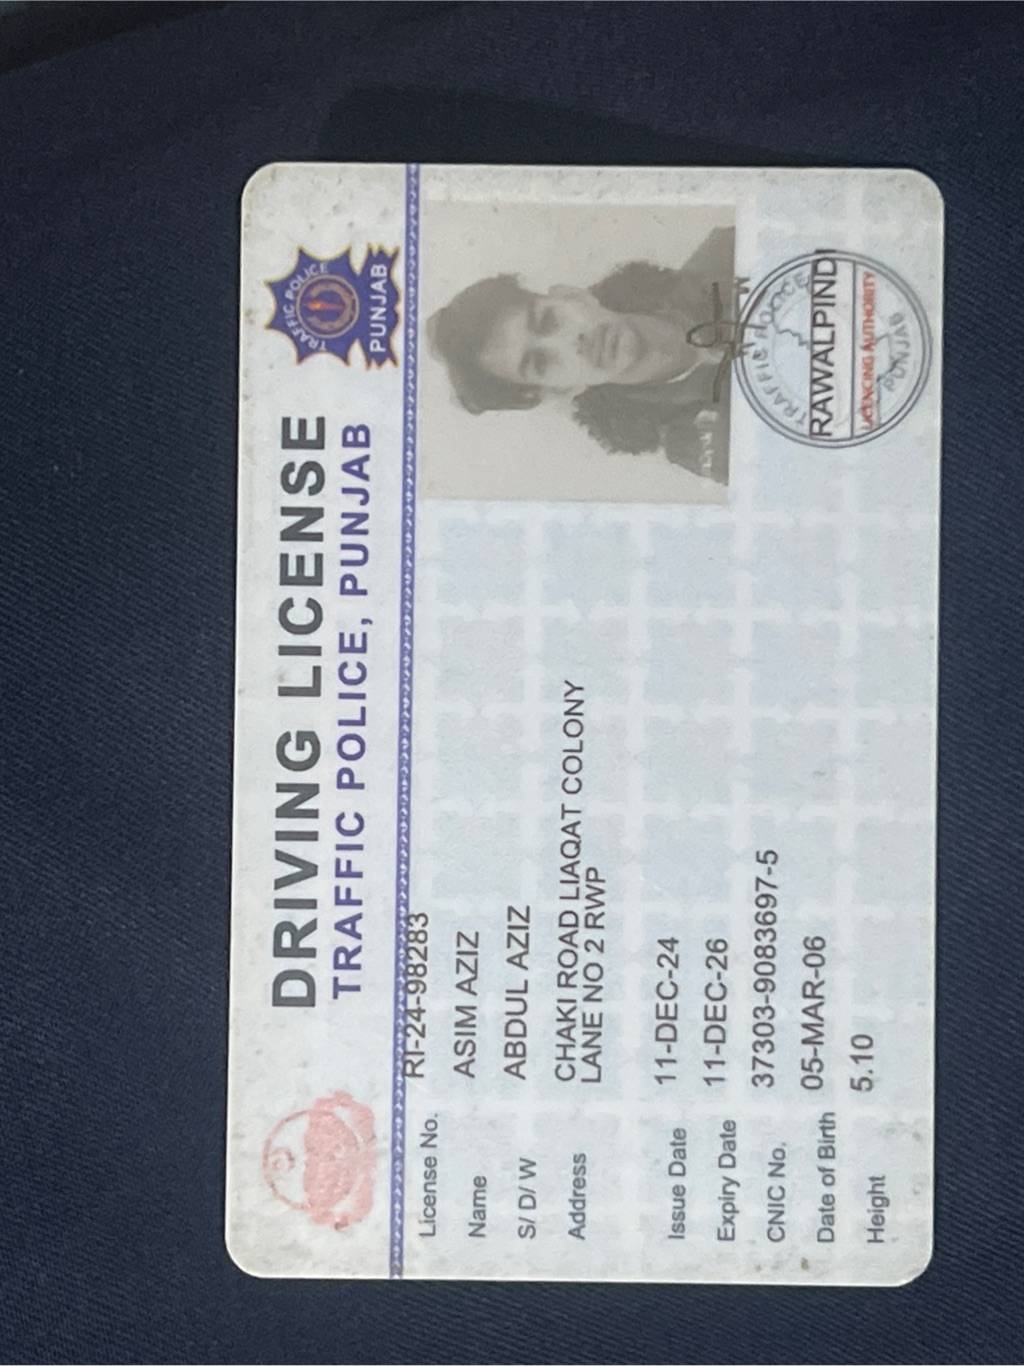 DRIVING LICENSE
TRAFFIC POLICE, PUNJAB
TRAFFIC POLICE
PUNJAB
License No. RI-24-98283
Name ASIM AZIZ
S/ D/ W ABDUL AZIZ
Address CHAKI ROAD LIAQAT COLONY
LANE NO 2 RWP
Issue Date 11-DEC-24
Expiry Date 11-DEC-26
CNIC No. 37303-9083697-5
Date of Birth 05-MAR-06
Height 5.10
TRAFFIC POLICE
RAWALPINDI
LICENCING AUTHORITY
PUNJAB